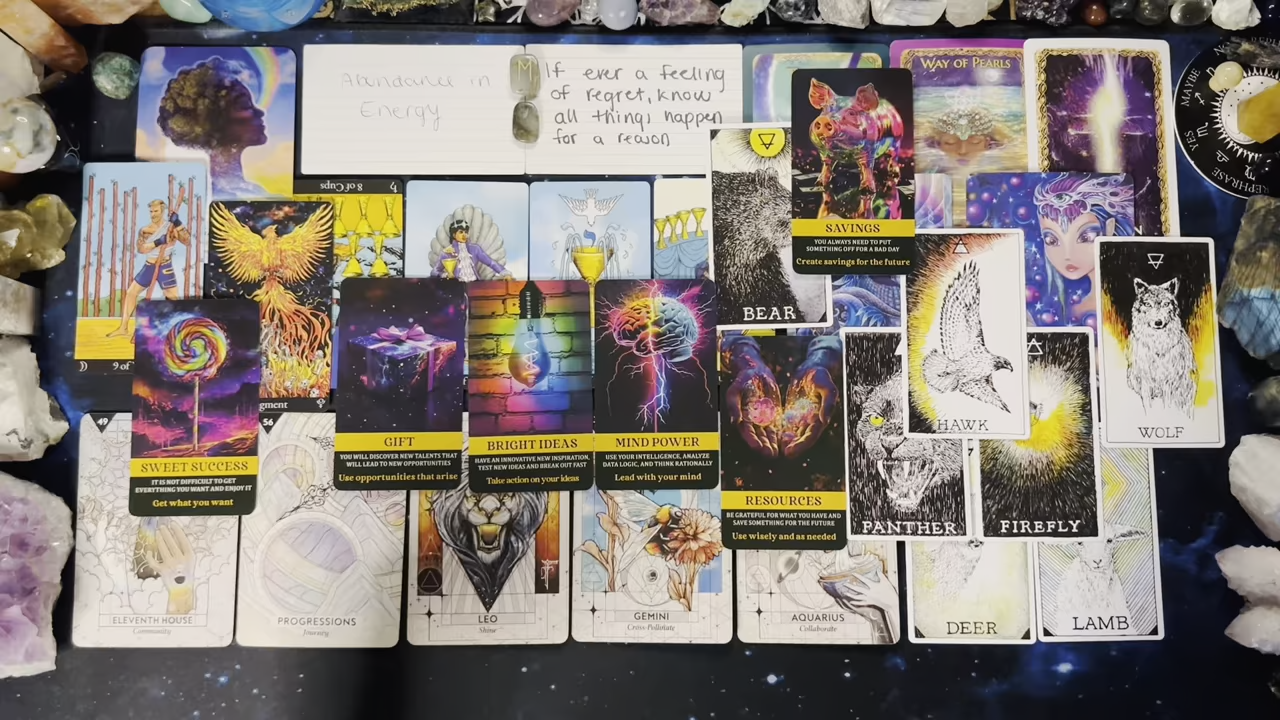 Abundance in
Energy
M
If ever a feeling
of regret, know
all things happen
for a reason
WAY OF PEARLS
MAYBE
YES
REPHRASE
8 of Cups
9 of
gment
BEAR
SAVINGS
YOU ALWAYS NEED TO PUT
SOMETHING OFF FOR A BAD DAY
Create savings for the future
HAWK
WOLF
49
SWEET SUCCESS
IT IS NOT DIFFICULT TO GET
EVERYTHING YOU WANT AND ENJOY IT
Get what you want
56
GIFT
YOU WILL DISCOVER NEW TALENTS THAT
WILL LEAD TO NEW OPPORTUNITIES
Use opportunities that arise
BRIGHT IDEAS
HAVE AN INNOVATIVE NEW INSPIRATION,
TEST NEW IDEAS AND BREAK OUT FAST
Take action on your ideas
MIND POWER
USE YOUR INTELLIGENCE, ANALYZE
DATA LOGIC, AND THINK RATIONALLY
Lead with your mind
RESOURCES
BE GRATEFUL FOR WHAT YOU HAVE AND
SAVE SOMETHING FOR THE FUTURE
Use wisely and as needed
PANTHER
FIREFLY
ELEVENTH HOUSE
Community
PROGRESSIONS
Journey
LEO
Shine
GEMINI
Cross-Pollinate
AQUARIUS
Collaborate
DEER
LAMB